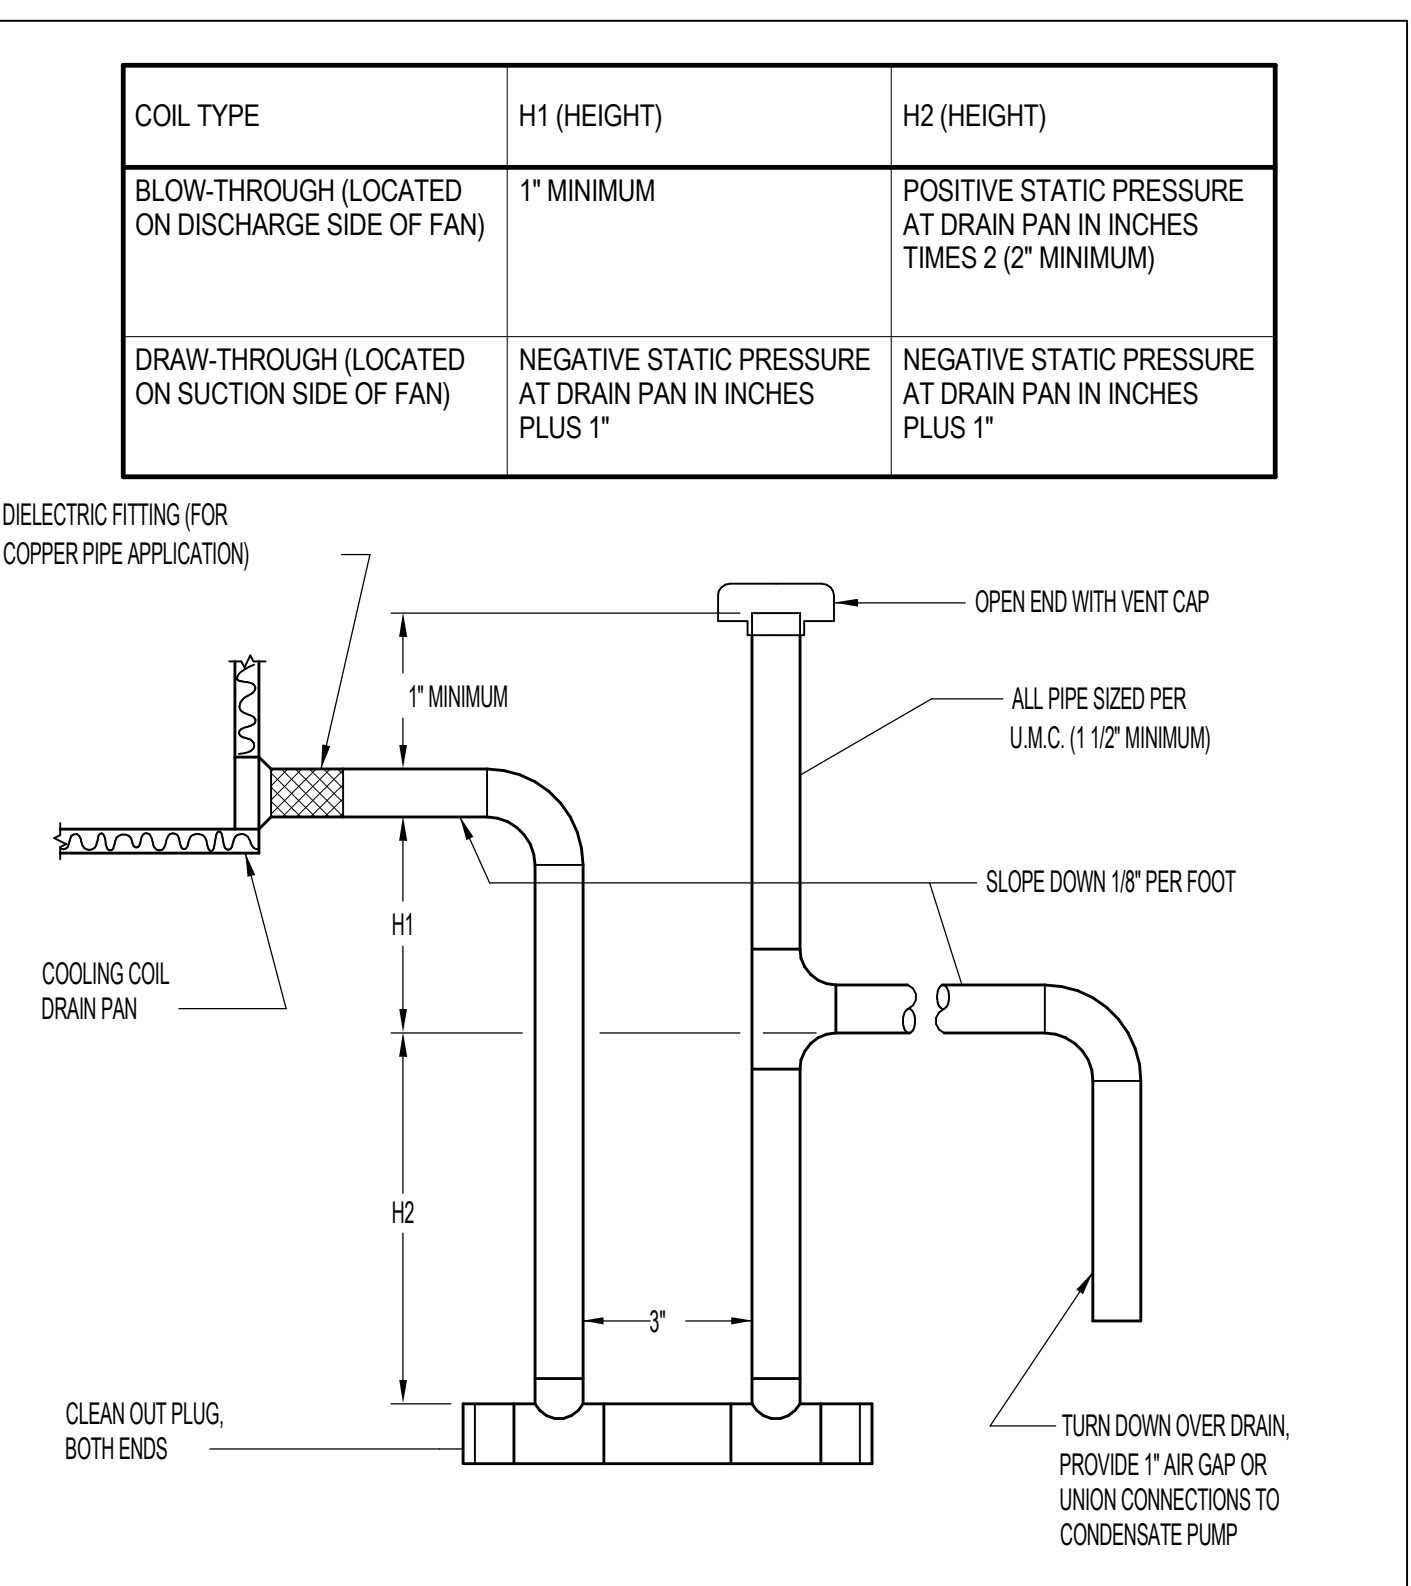 COIL TYPE
H1 (HEIGHT)
H2 (HEIGHT)
BLOW-THROUGH (LOCATED
ON DISCHARGE SIDE OF FAN)
1" MINIMUM
POSITIVE STATIC PRESSURE
AT DRAIN PAN IN INCHES
TIMES 2 (2" MINIMUM)
DRAW-THROUGH (LOCATED
ON SUCTION SIDE OF FAN)
NEGATIVE STATIC PRESSURE
AT DRAIN PAN IN INCHES
PLUS 1"
NEGATIVE STATIC PRESSURE
AT DRAIN PAN IN INCHES
PLUS 1"
DIELECTRIC FITTING (FOR
COPPER PIPE APPLICATION)
OPEN END WITH VENT CAP
1" MINIMUM
ALL PIPE SIZED PER
U.M.C. (1 1/2" MINIMUM)
SLOPE DOWN 1/8" PER FOOT
H1
COOLING COIL
DRAIN PAN
H2
3"
CLEAN OUT PLUG,
BOTH ENDS
TURN DOWN OVER DRAIN,
PROVIDE 1" AIR GAP OR
UNION CONNECTIONS TO
CONDENSATE PUMP